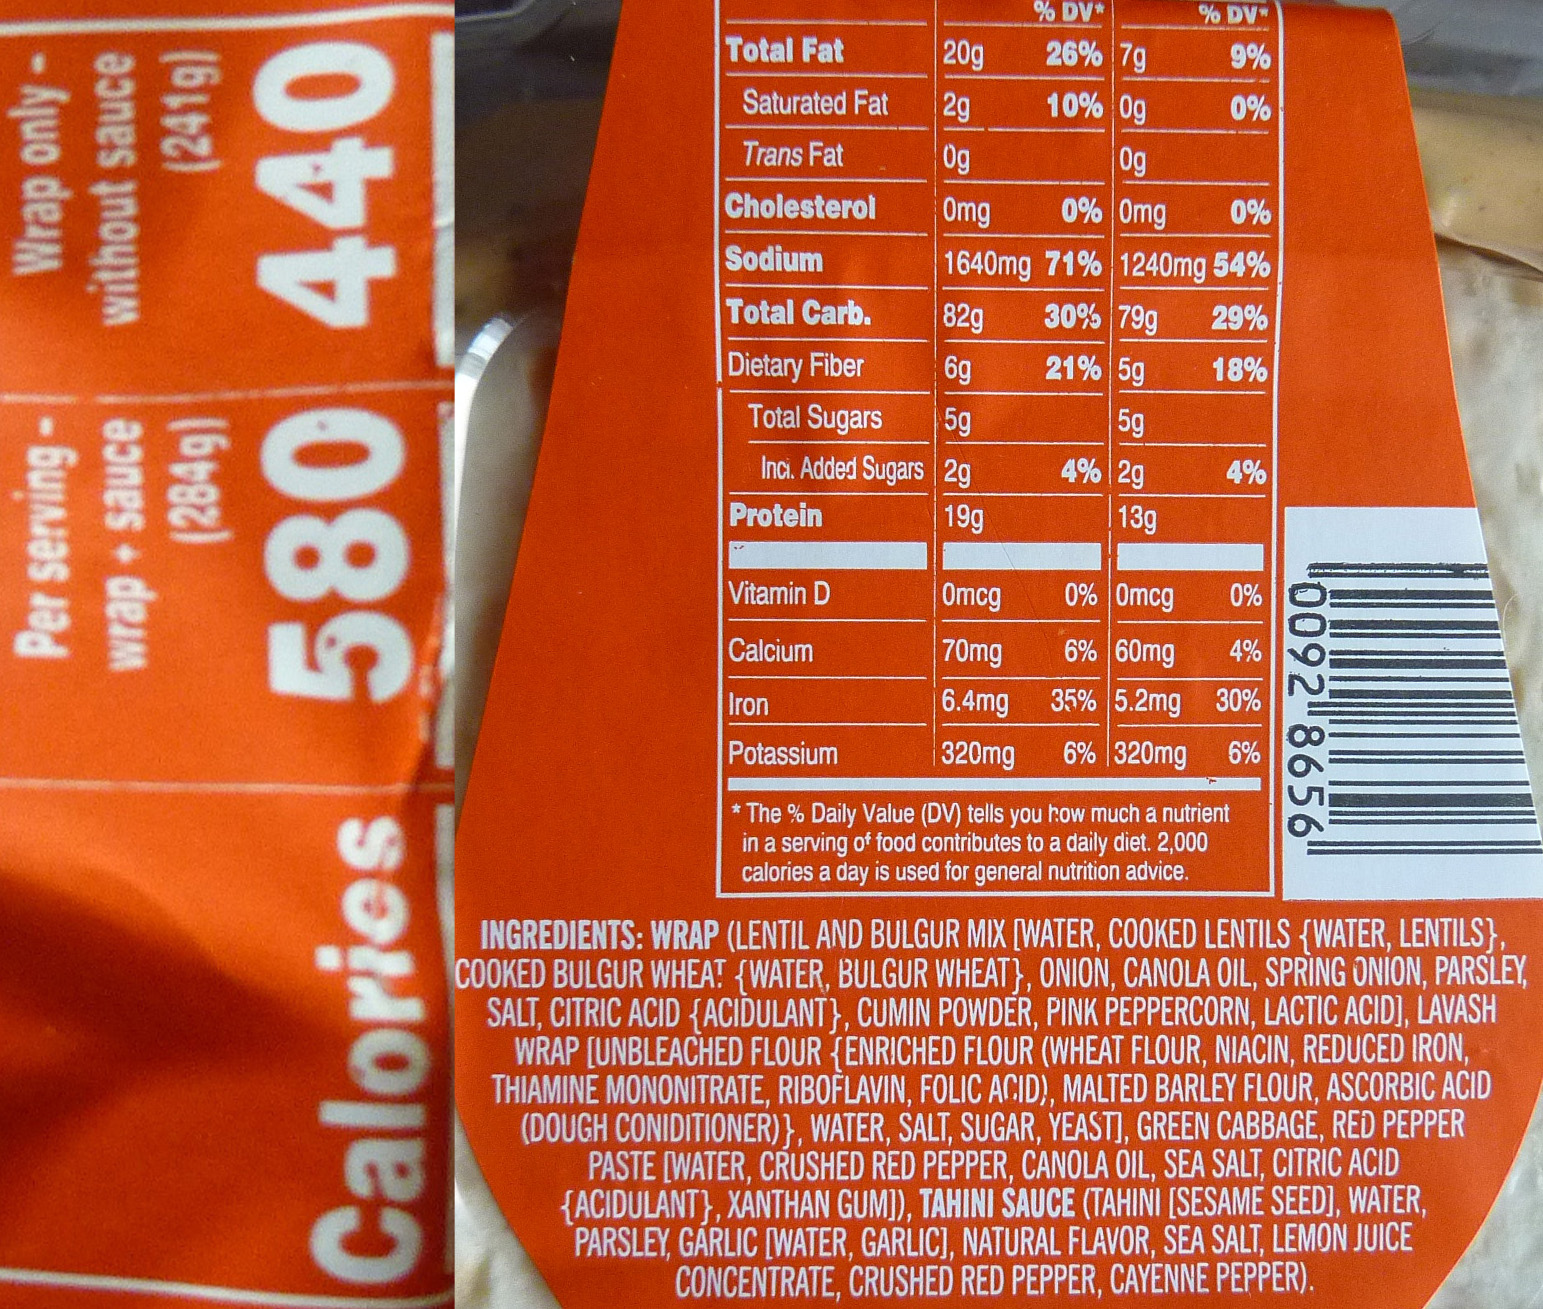 Per serving -
wrap + sauce
(284g)
Wrap only -
without sauce
(241g)
Calories 580 440
% DV* % DV*
Total Fat 20g 26% 7g 9%
Saturated Fat 2g 10% 0g 0%
Trans Fat 0g 0g
Cholesterol 0mg 0% 0mg 0%
Sodium 1640mg 71% 1240mg 54%
Total Carb. 82g 30% 79g 29%
Dietary Fiber 6g 21% 5g 18%
Total Sugars 5g 5g
Incl. Added Sugars 2g 4% 2g 4%
Protein 19g 13g
Vitamin D 0mcg 0% 0mcg 0%
Calcium 70mg 6% 60mg 4%
Iron 6.4mg 35% 5.2mg 30%
Potassium 320mg 6% 320mg 6%
* The % Daily Value (DV) tells you how much a nutrient
in a serving of food contributes to a daily diet. 2,000
calories a day is used for general nutrition advice.
0092 8656
INGREDIENTS: WRAP (LENTIL AND BULGUR MIX [WATER, COOKED LENTILS {WATER, LENTILS},
COOKED BULGUR WHEAT {WATER, BULGUR WHEAT}, ONION, CANOLA OIL, SPRING ONION, PARSLEY,
SALT, CITRIC ACID {ACIDULANT}, CUMIN POWDER, PINK PEPPERCORN, LACTIC ACID], LAVASH
WRAP [UNBLEACHED FLOUR {ENRICHED FLOUR (WHEAT FLOUR, NIACIN, REDUCED IRON,
THIAMINE MONONITRATE, RIBOFLAVIN, FOLIC ACID), MALTED BARLEY FLOUR, ASCORBIC ACID
(DOUGH CONIDITIONER)}, WATER, SALT, SUGAR, YEAST], GREEN CABBAGE, RED PEPPER
PASTE [WATER, CRUSHED RED PEPPER, CANOLA OIL, SEA SALT, CITRIC ACID
{ACIDULANT}, XANTHAN GUM]), TAHINI SAUCE (TAHINI [SESAME SEED], WATER,
PARSLEY, GARLIC [WATER, GARLIC], NATURAL FLAVOR, SEA SALT, LEMON JUICE
CONCENTRATE, CRUSHED RED PEPPER, CAYENNE PEPPER).